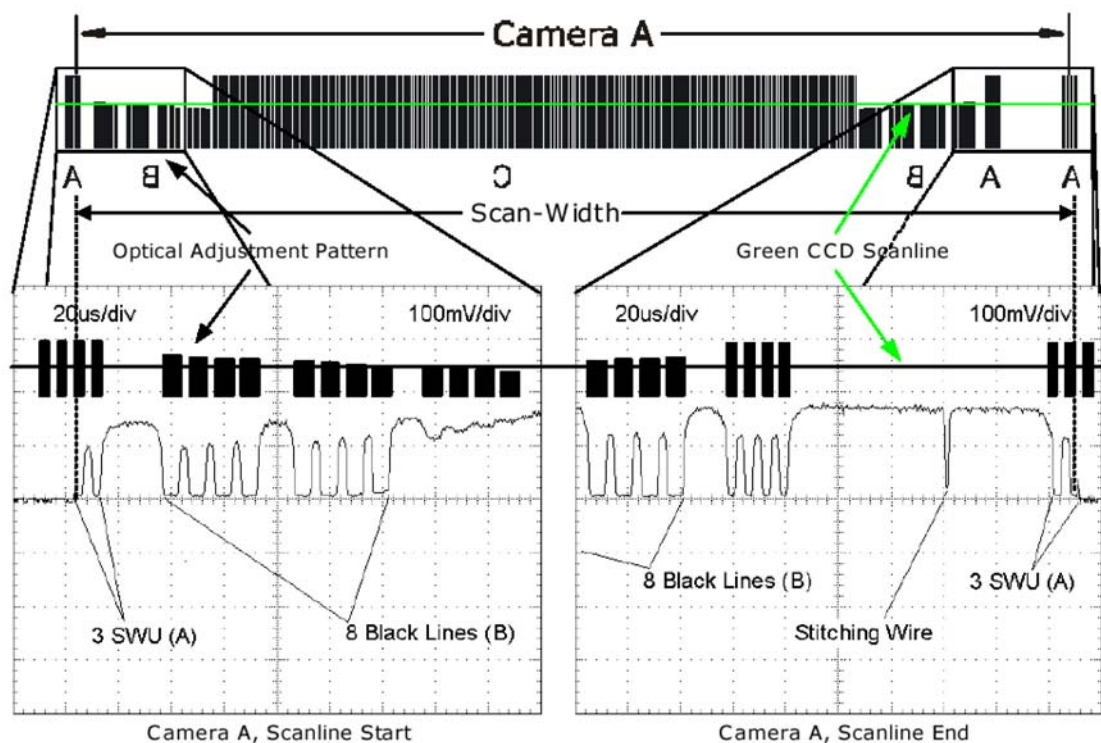 Camera A
A B C B A A
Scan-Width
Optical Adjustment Pattern
Green CCD Scanline
20us/div 100mV/div
20us/div 100mV/div
3 SWU (A)
8 Black Lines (B)
8 Black Lines (B)
Stitching Wire
3 SWU (A)
Camera A, Scanline Start
Camera A, Scanline End